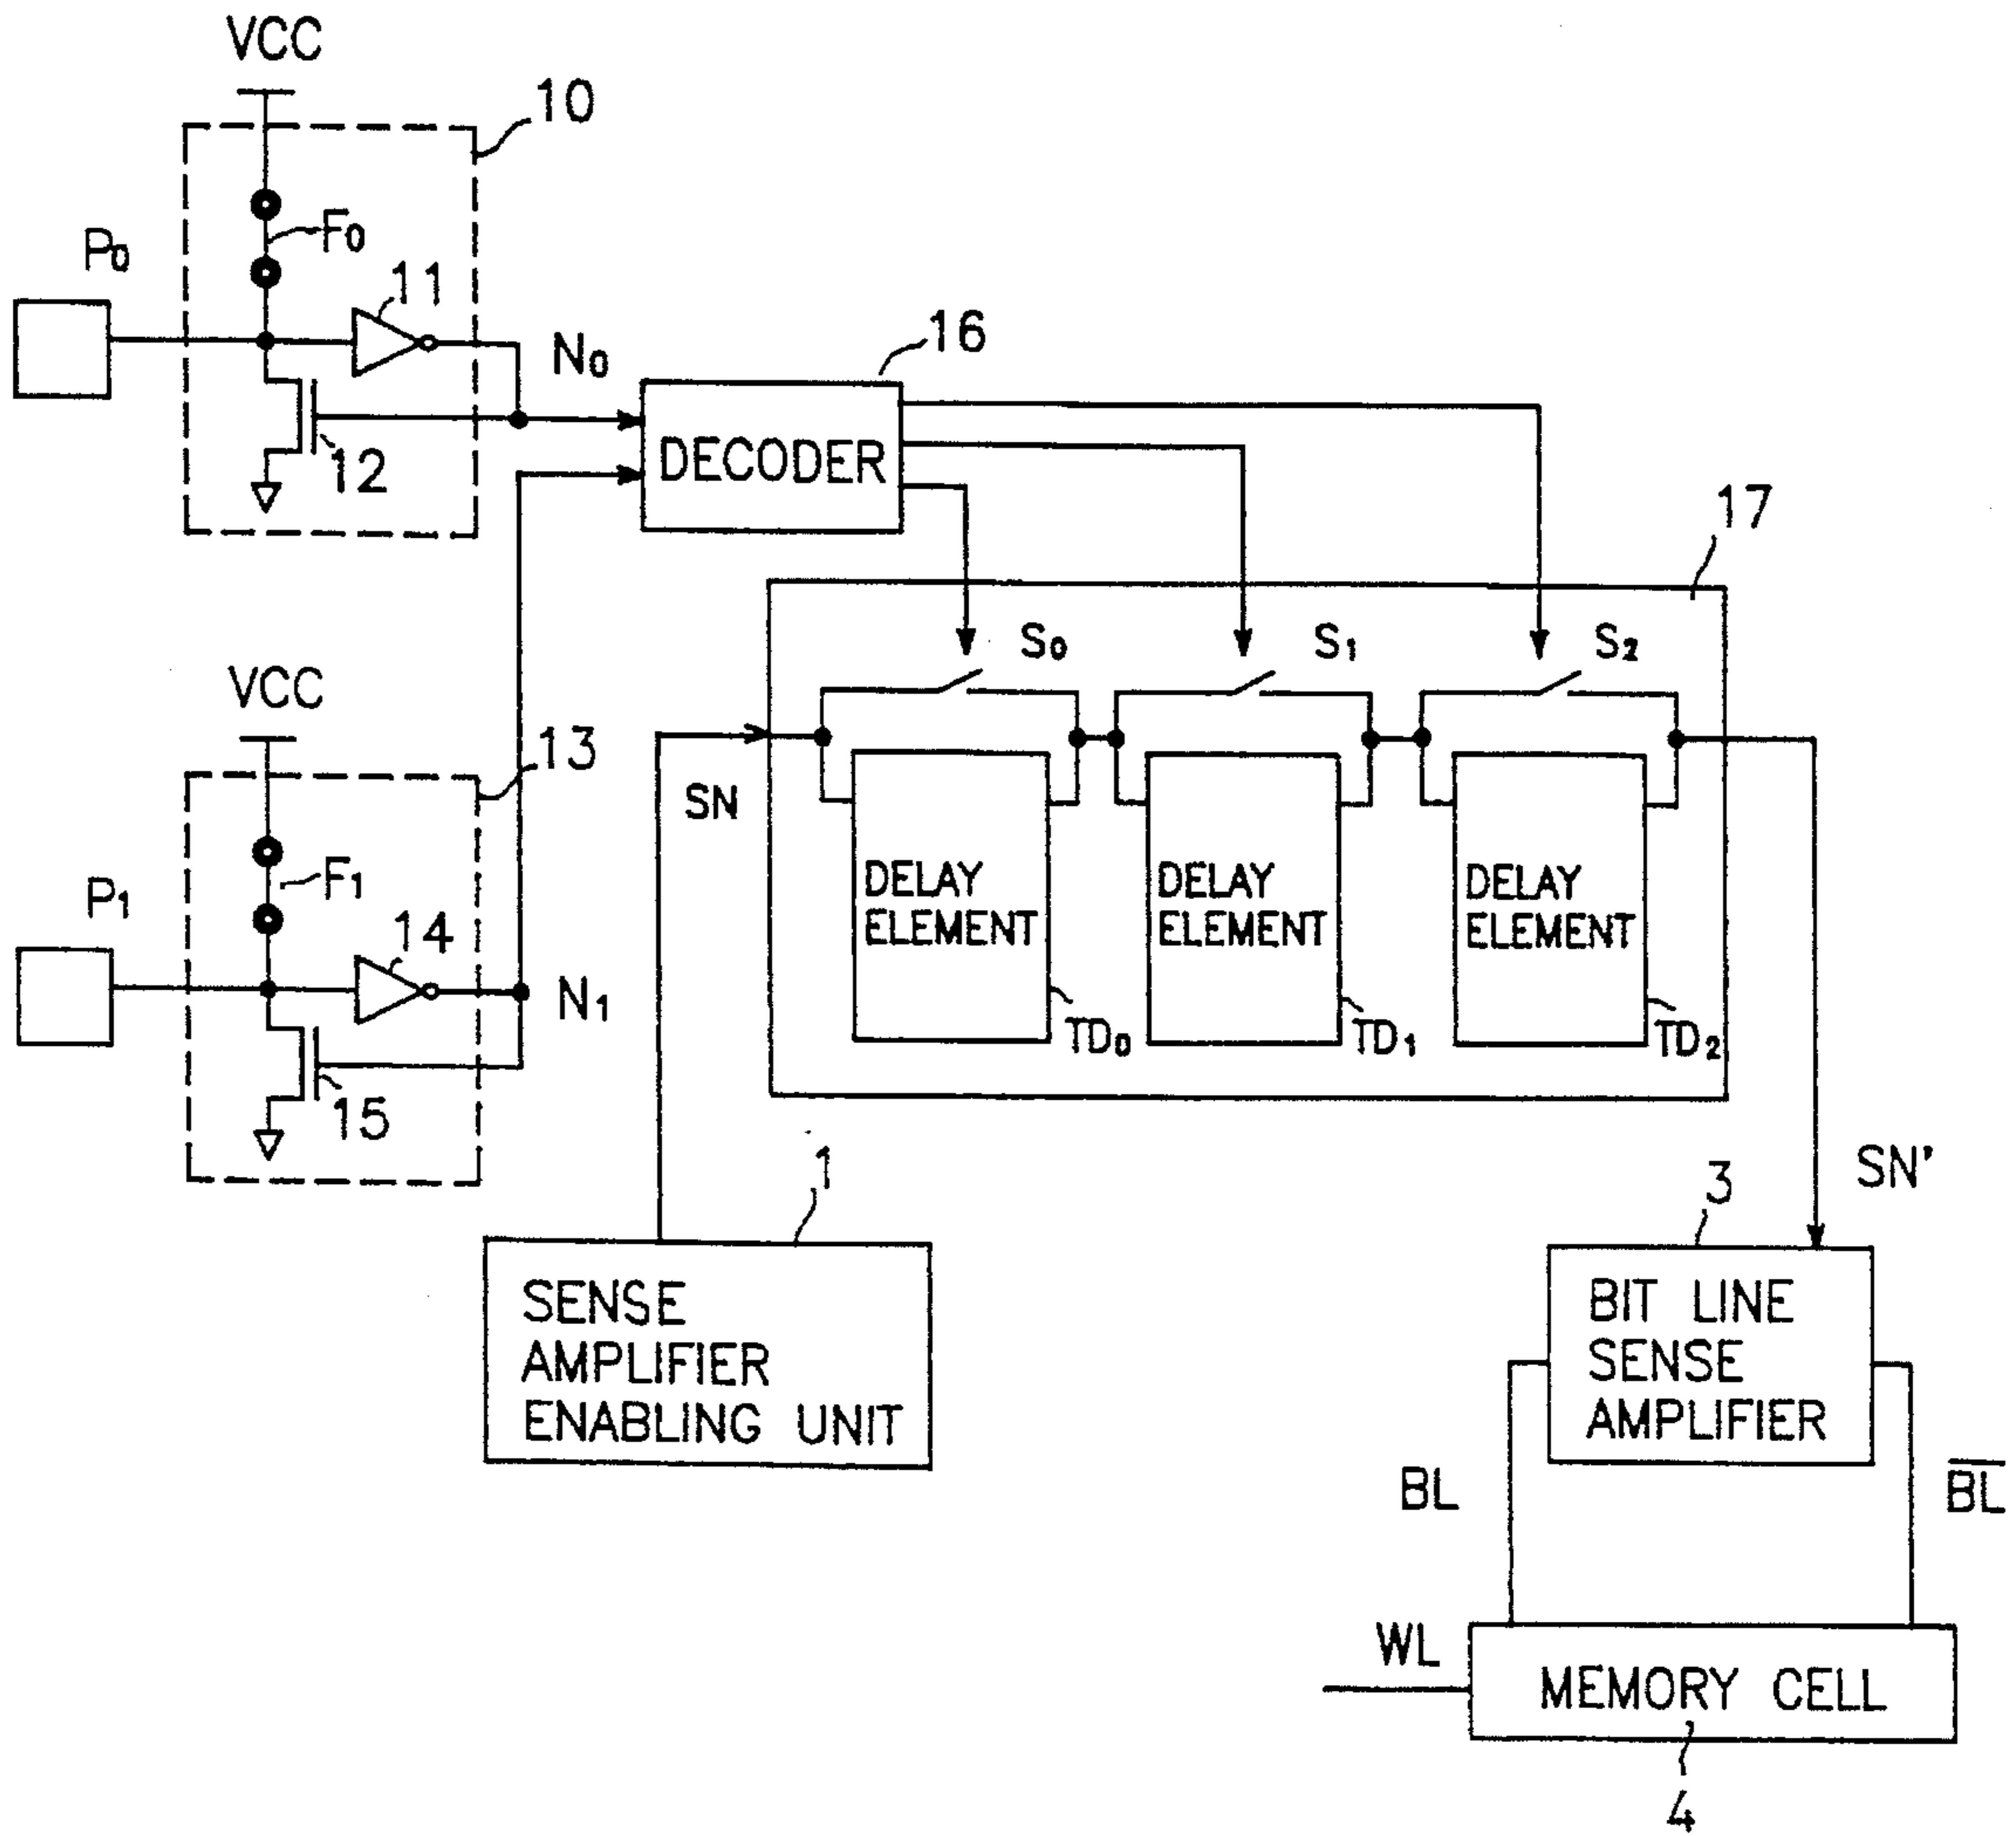 VCC
10
F0
P0
11
N0
16
12
DECODER
17
S0
S1
S2
VCC
13
SN
F1
P1
14
N1
DELAY
ELEMENT
DELAY
ELEMENT
DELAY
ELEMENT
TD0
TD1
TD2
15
1
SN'
3
SENSE
AMPLIFIER
ENABLING UNIT
BIT LINE
SENSE
AMPLIFIER
BL
B̅L̅
WL
MEMORY CELL
4